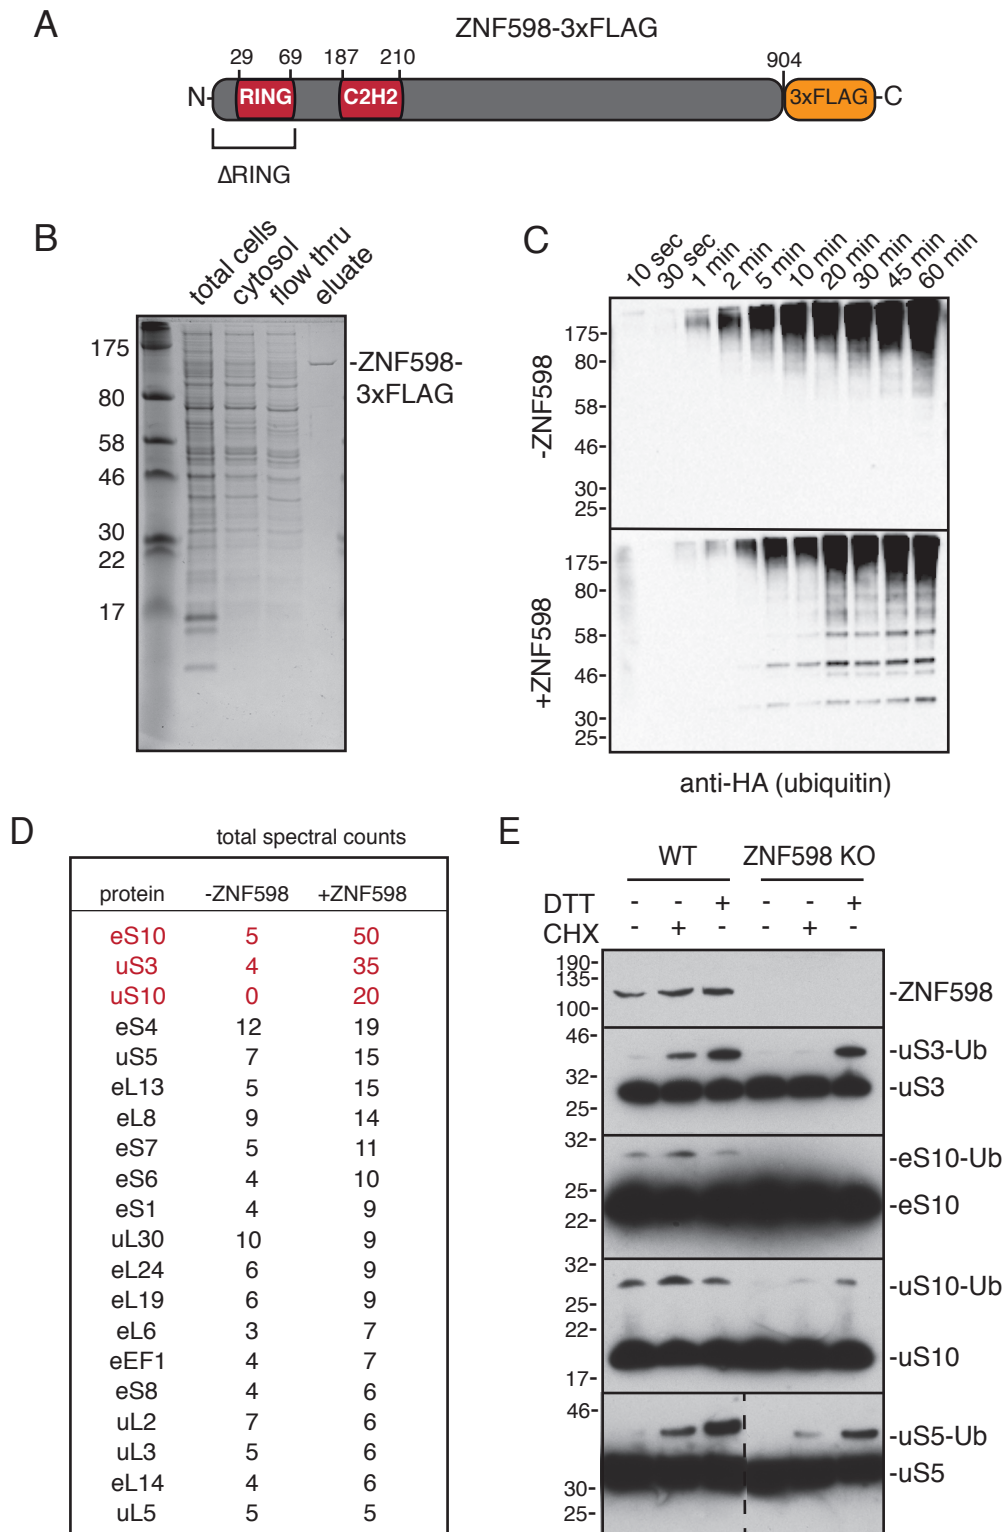 A
ZNF598-3xFLAG
29 69 187 210 904
N- RING C2H2 3xFLAG -C
ΔRING
B
total cells
cytosol
flow thru
eluate
175
80
58
46
30
22
17
-ZNF598-
3xFLAG
C
10 sec
30 sec
1 min
2 min
5 min
10 min
20 min
30 min
45 min
60 min
-ZNF598
175-
80-
58-
46-
30-
25-
+ZNF598
175-
80-
58-
46-
30-
25-
anti-HA (ubiquitin)
D
total spectral counts
protein -ZNF598 +ZNF598
eS10 5 50
uS3 4 35
uS10 0 20
eS4 12 19
uS5 7 15
eL13 5 15
eL8 9 14
eS7 5 11
eS6 4 10
eS1 4 9
uL30 10 9
eL24 6 9
eL19 6 9
eL6 3 7
eEF1 4 7
eS8 4 6
uL2 7 6
uL3 5 6
eL14 4 6
uL5 5 5
E
WT ZNF598 KO
DTT - - + - - +
CHX - + - - + -
190-
135-
100-
-ZNF598
46-
32-
25-
-uS3-Ub
-uS3
32-
25-
22-
-eS10-Ub
-eS10
32-
25-
22-
17-
-uS10-Ub
-uS10
46-
30-
25-
-uS5-Ub
-uS5